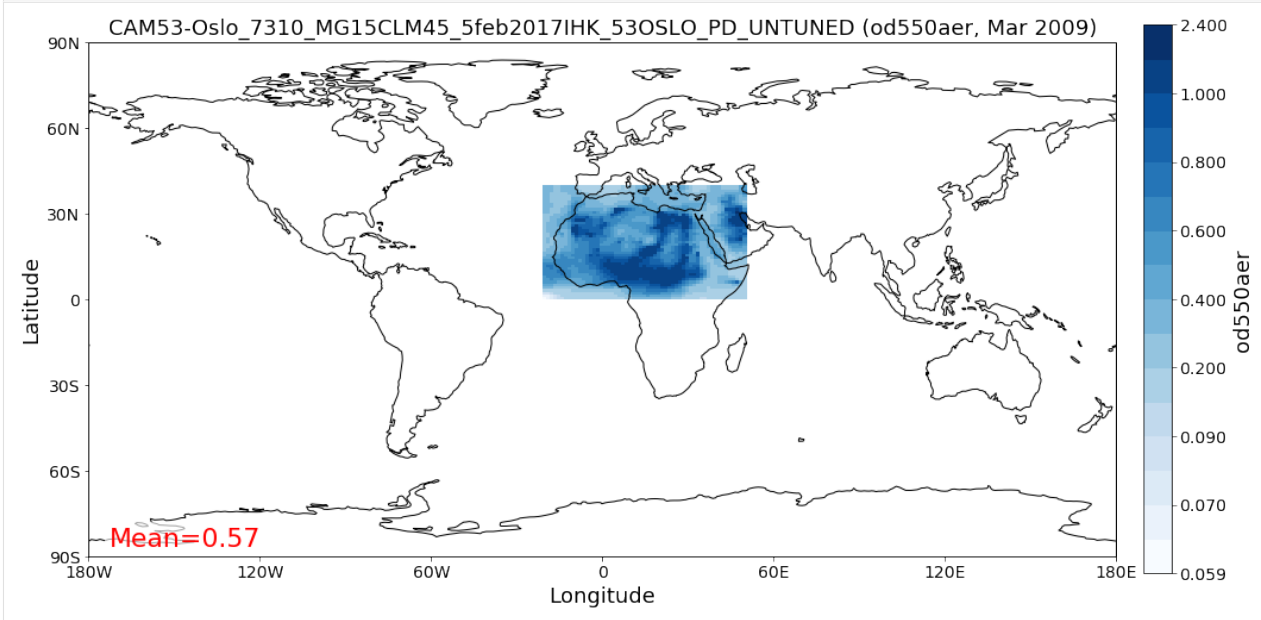 CAM53-Oslo_7310_MG15CLM45_5feb2017IHK_53OSLO_PD_UNTUNED (od550aer, Mar 2009)
90N
60N
30N
0
30S
60S
90S
Latitude
Mean=0.57
180W
120W
60W
0
60E
120E
180E
Longitude
2.400
1.000
0.800
0.600
0.400
0.200
0.090
0.070
0.059
od550aer